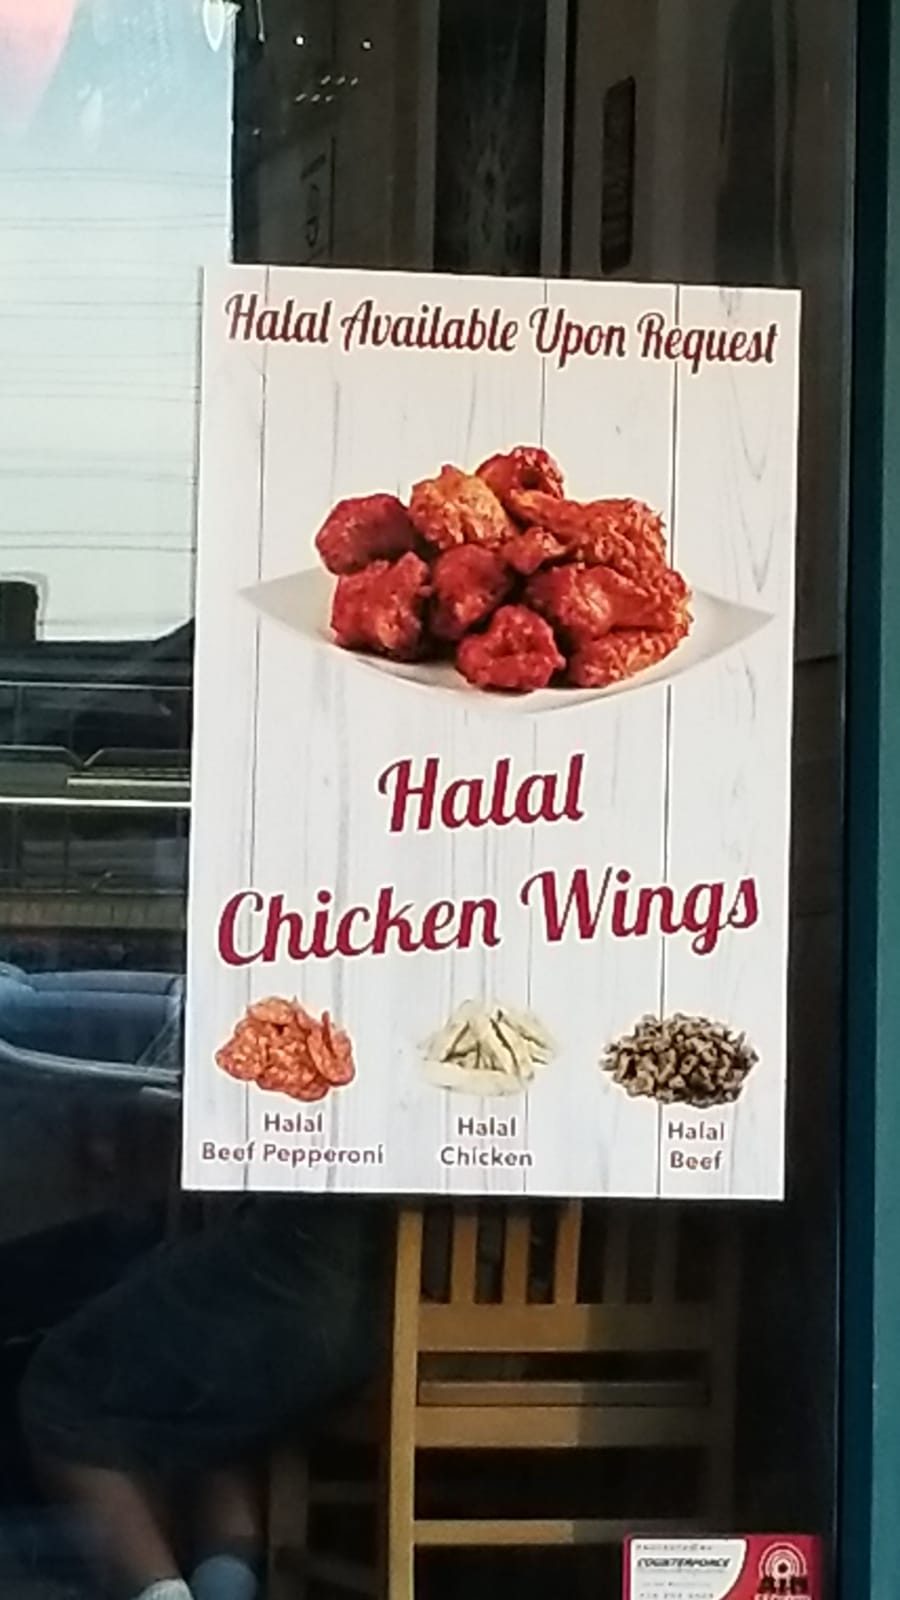 Halal Available Upon Request
Halal
Chicken Wings
Halal
Beef Pepperoni
Halal
Chicken
Halal
Beef
COUNTERFORCE